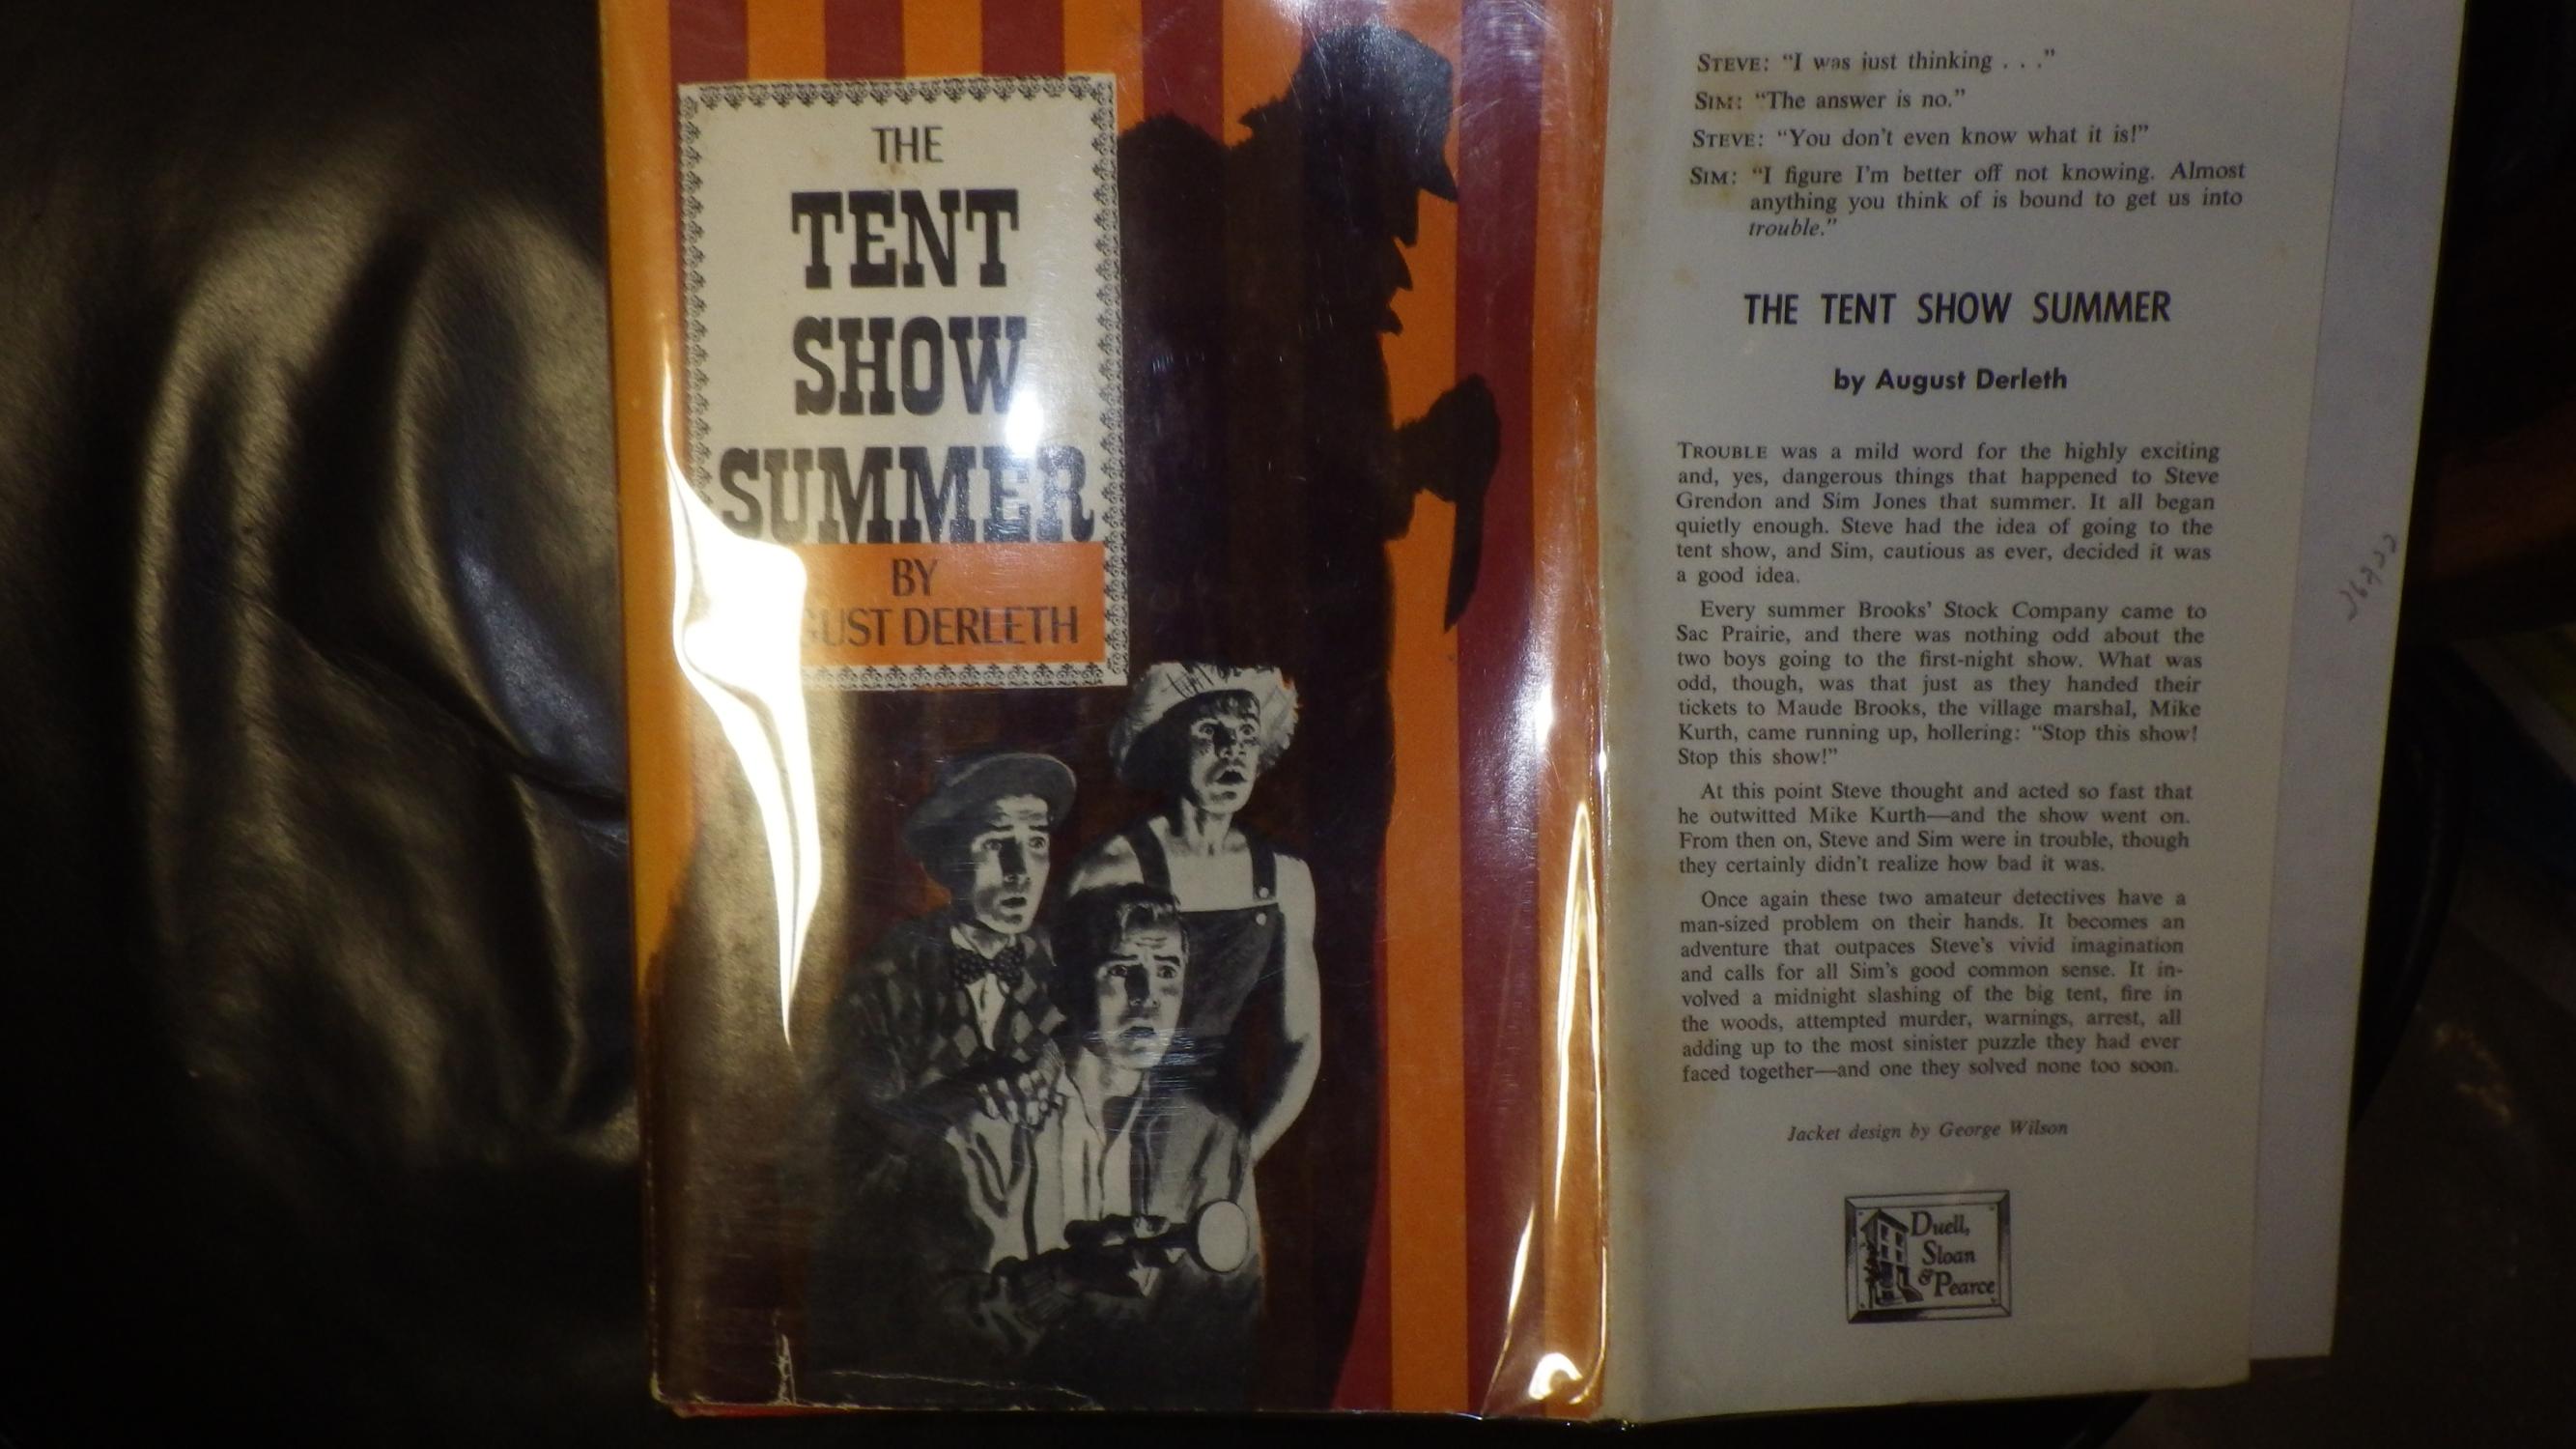 THE
TENT
SHOW
SUMMER
BY
GUST DERLETH
STEVE: "I was just thinking . . ."
SIM: "The answer is no."
STEVE: "You don't even know what it is!"
SIM: "I figure I'm better off not knowing. Almost
anything you think of is bound to get us into
trouble."
THE TENT SHOW SUMMER
by August Derleth
TROUBLE was a mild word for the highly exciting
and, yes, dangerous things that happened to Steve
Grendon and Sim Jones that summer. It all began
quietly enough. Steve had the idea of going to the
tent show, and Sim, cautious as ever, decided it was
a good idea.
Every summer Brooks' Stock Company came to
Sac Prairie, and there was nothing odd about the
two boys going to the first-night show. What was
odd, though, was that just as they handed their
tickets to Maude Brooks, the village marshal, Mike
Kurth, came running up, hollering: "Stop this show!
Stop this show!"
At this point Steve thought and acted so fast that
he outwitted Mike Kurth—and the show went on.
From then on, Steve and Sim were in trouble, though
they certainly didn't realize how bad it was.
Once again these two amateur detectives have a
man-sized problem on their hands. It becomes an
adventure that outpaces Steve's vivid imagination
and calls for all Sim's good common sense. It in-
volved a midnight slashing of the big tent, fire in
the woods, attempted murder, warnings, arrest, all
adding up to the most sinister puzzle they had ever
faced together—and one they solved none too soon.
Jacket design by George Wilson
Duell,
Sloan
& Pearce